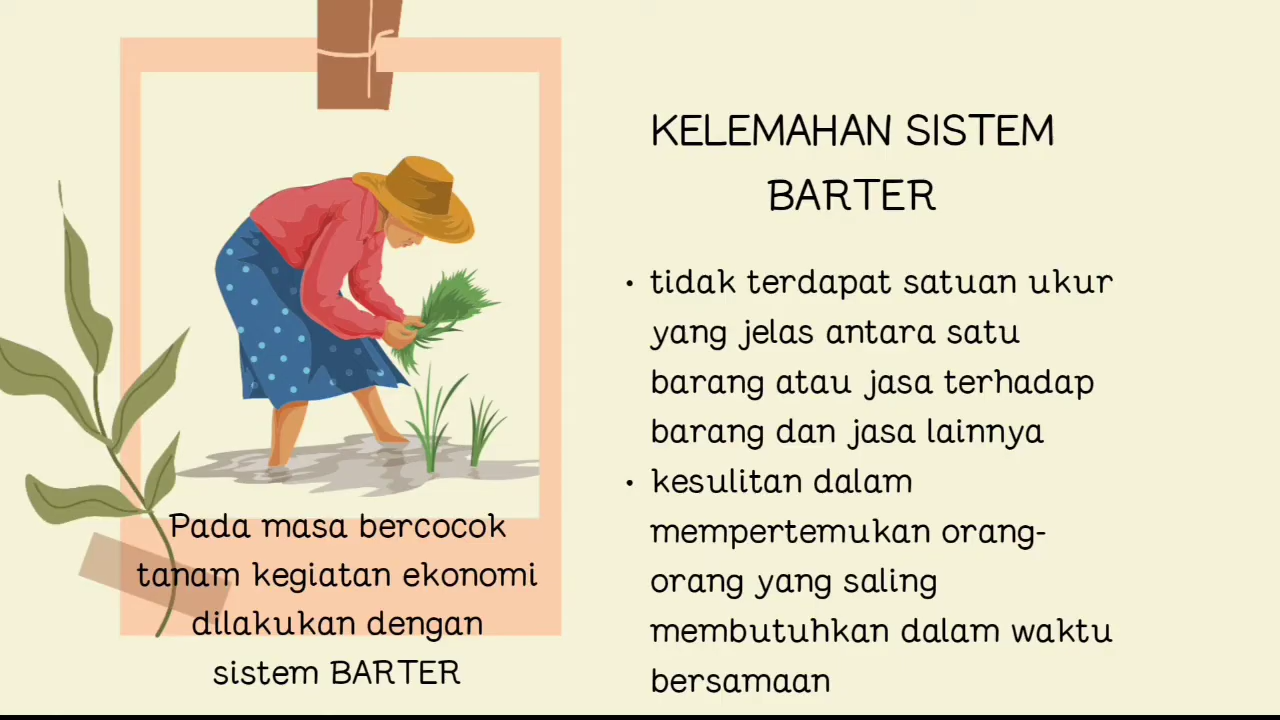 Pada masa bercocok
tanam kegiatan ekonomi
dilakukan dengan
sistem BARTER
KELEMAHAN SISTEM
BARTER
• tidak terdapat satuan ukur
yang jelas antara satu
barang atau jasa terhadap
barang dan jasa lainnya
• kesulitan dalam
mempertemukan orang-
orang yang saling
membutuhkan dalam waktu
bersamaan